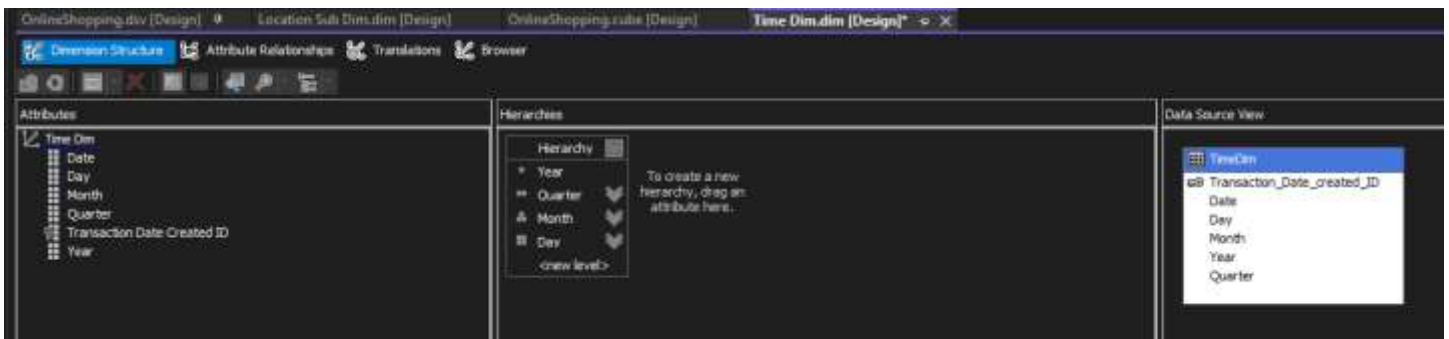 OnlineShopping.dsv [Design] Location Sub Dim.dim [Design] OnlineShopping.cube [Design] Time Dim.dim [Design]*
Dimension Structure Attribute Relationships Translations Browser
Attributes
Time Dim
Date
Day
Month
Quarter
Transaction Date Created ID
Year
Hierarchies
Hierarchy
Year
Quarter
Month
Day
<new level>
To create a new
hierarchy, drag an
attribute here.
Data Source View
TimeDim
Transaction_Date_created_ID
Date
Day
Month
Year
Quarter